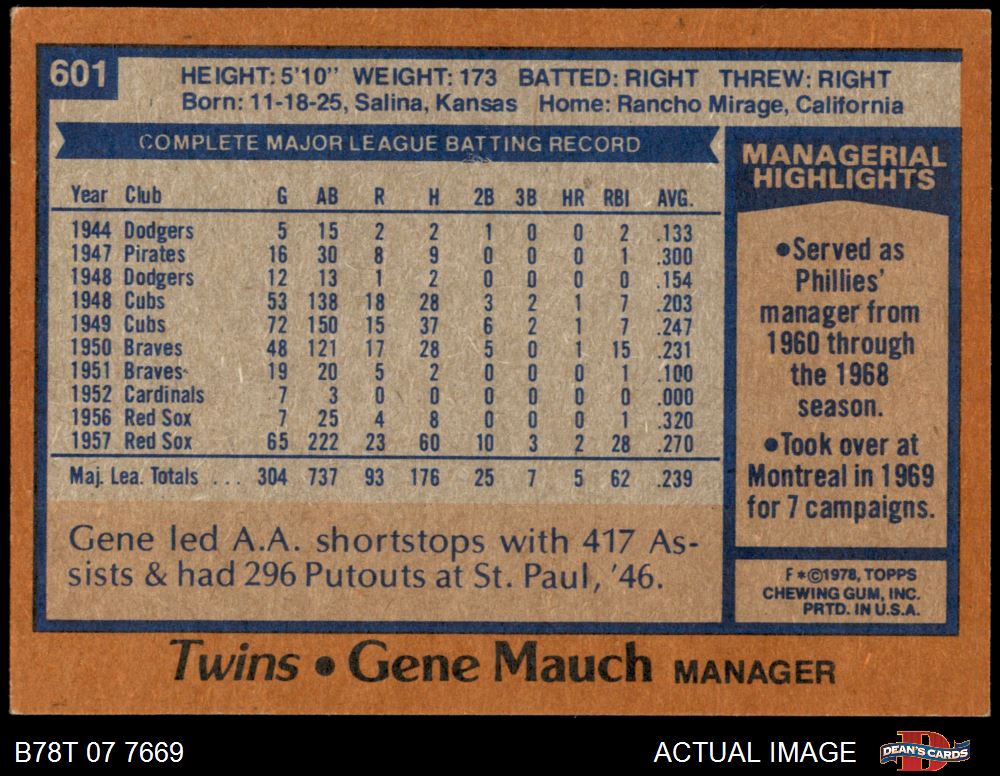 601
HEIGHT: 5'10" WEIGHT: 173 BATTED: RIGHT THREW: RIGHT
Born: 11-18-25, Salina, Kansas Home: Rancho Mirage, California
COMPLETE MAJOR LEAGUE BATTING RECORD
Year Club G AB R H 2B 3B HR RBI AVG.
1944 Dodgers 5 15 2 2 1 0 0 2 .133
1947 Pirates 16 30 8 9 0 0 0 1 .300
1948 Dodgers 12 13 1 2 0 0 0 0 .154
1948 Cubs 53 138 18 28 3 2 1 7 .203
1949 Cubs 72 150 15 37 6 2 1 7 .247
1950 Braves 48 121 17 28 5 0 1 15 .231
1951 Braves 19 20 5 2 0 0 0 1 .100
1952 Cardinals 7 3 0 0 0 0 0 0 .000
1956 Red Sox 7 25 4 8 0 0 0 1 .320
1957 Red Sox 65 222 23 60 10 3 2 28 .270
Maj. Lea. Totals ... 304 737 93 176 25 7 5 62 .239
Gene led A.A. shortstops with 417 As-
sists & had 296 Putouts at St. Paul, '46.
MANAGERIAL
HIGHLIGHTS
●Served as
Phillies'
manager from
1960 through
the 1968
season.
●Took over at
Montreal in 1969
for 7 campaigns.
F*©1978, TOPPS
CHEWING GUM, INC.
PRTD. IN U.S.A.
Twins • Gene Mauch MANAGER
B78T 07 7669
ACTUAL IMAGE
DEAN'S CARDS